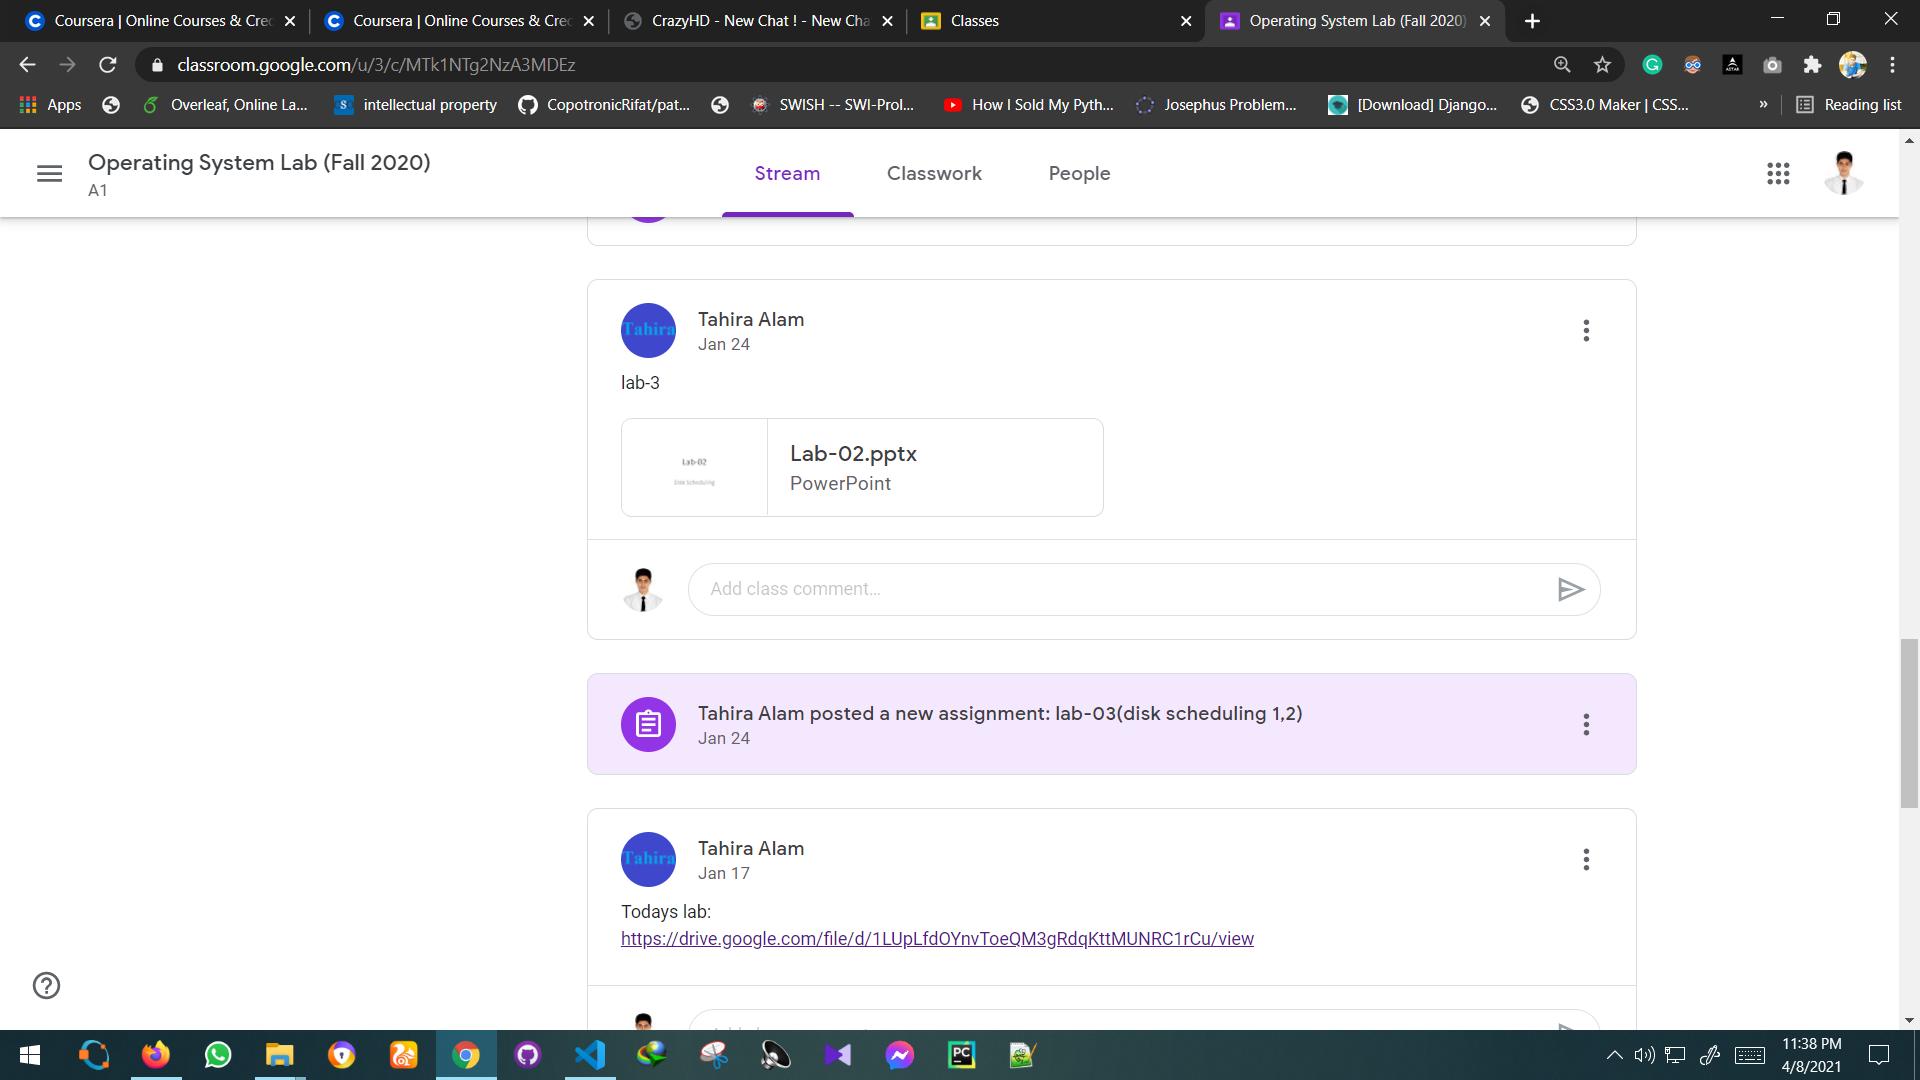 Coursera | Online Courses & Cred
Coursera | Online Courses & Cred
CrazyHD - New Chat ! - New Cha
Classes
Operating System Lab (Fall 2020)
classroom.google.com/u/3/c/MTk1NTg2NzA3MDEz
Apps
Overleaf, Online La...
intellectual property
CopotronicRifat/pat...
SWISH -- SWI-Prol...
How I Sold My Pyth...
Josephus Problem...
[Download] Django...
CSS3.0 Maker | CSS...
»
Reading list
Operating System Lab (Fall 2020)
A1
Stream
Classwork
People
Tahira
Tahira Alam
Jan 24
lab-3
Lab-02
Disk Scheduling
Lab-02.pptx
PowerPoint
Add class comment...
Tahira Alam posted a new assignment: lab-03(disk scheduling 1,2)
Jan 24
Tahira
Tahira Alam
Jan 17
Todays lab:
https://drive.google.com/file/d/1LUpLfdOYnvToeQM3gRdqKttMUNRC1rCu/view
PC
11:38 PM
4/8/2021